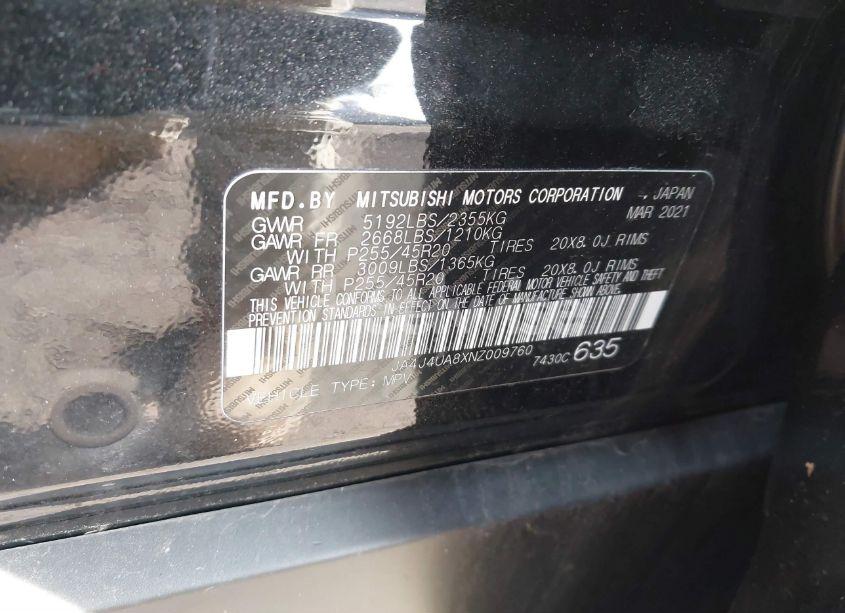 MFD.BY MITSUBISHI MOTORS CORPORATION JAPAN
GVWR 5192LBS/2355KG MAR 2021
GAWR FR 2668LBS/1210KG
WITH P255/45R20 TIRES 20X8.0J RIMS
GAWR RR 3009LBS/1365KG
WITH P255/45R20 TIRES 20X8.0J RIMS
THIS VEHICLE CONFORMS TO ALL APPLICABLE FEDERAL MOTOR VEHICLE SAFETY AND THEFT
PREVENTION STANDARDS IN EFFECT ON THE DATE OF MANUFACTURE SHOWN ABOVE.
JA4J4UA8XNZ009760 7430C 635
VEHICLE TYPE: MPV